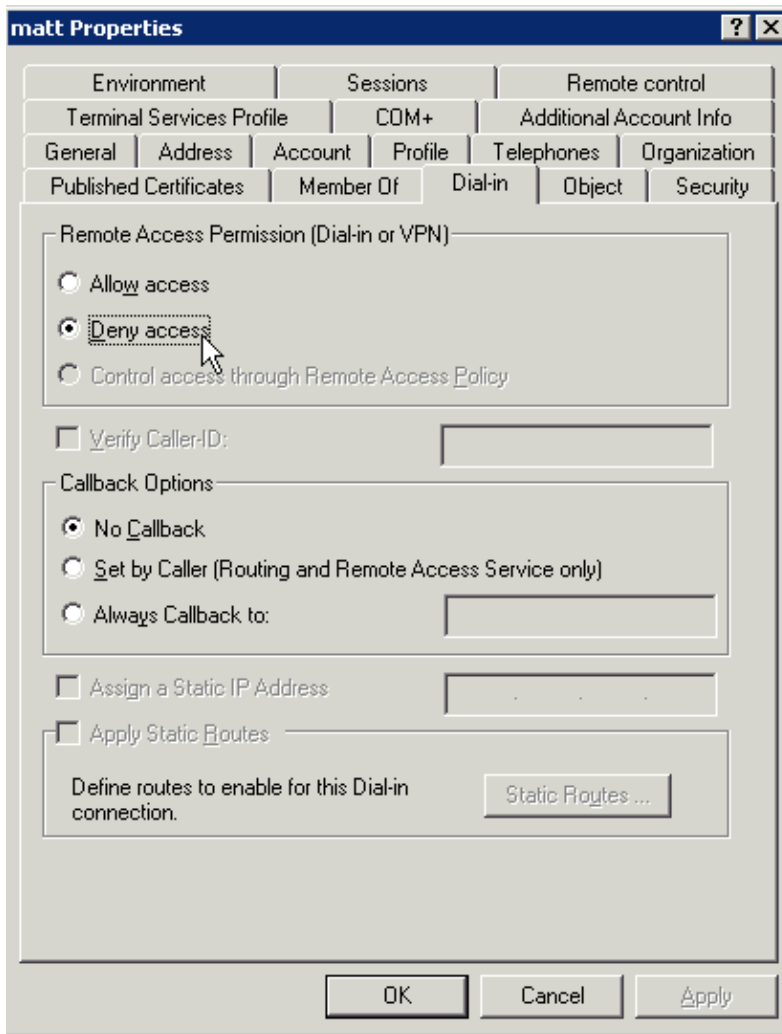 matt Properties
Environment Sessions Remote control
Terminal Services Profile COM+ Additional Account Info
General Address Account Profile Telephones Organization
Published Certificates Member Of Dial-in Object Security
Remote Access Permission (Dial-in or VPN)
Allow access
Deny access
Control access through Remote Access Policy
Verify Caller-ID:
Callback Options
No Callback
Set by Caller (Routing and Remote Access Service only)
Always Callback to:
Assign a Static IP Address
Apply Static Routes
Define routes to enable for this Dial-in
connection.
Static Routes ...
OK Cancel Apply